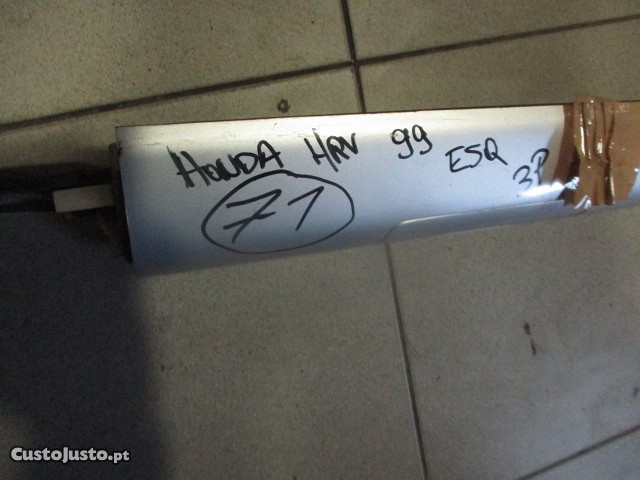 HONDA HRV 99 ESQ 3P
71
CustoJusto.pt